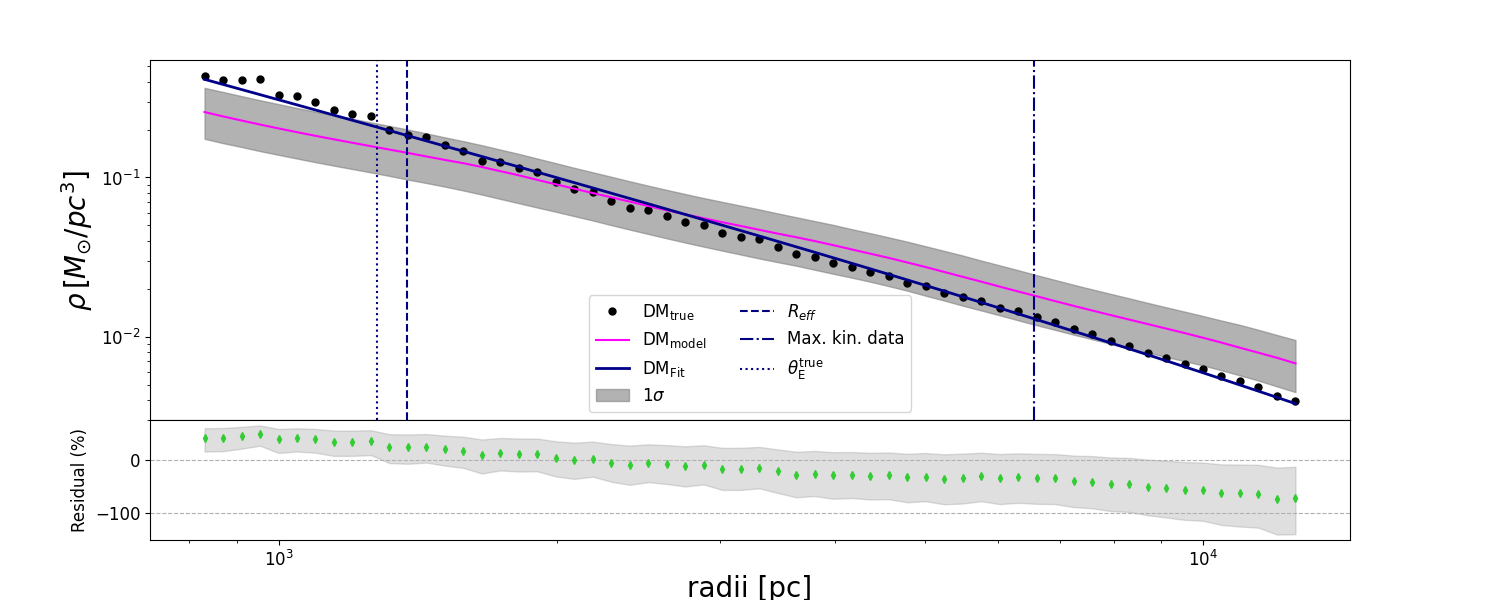 ρ [M⊙/pc³]
10⁻¹
10⁻²
DM_true
DM_model
DM_Fit
1σ
R_eff
Max. kin. data
θ_E^true
Residual (%)
0
−100
10³
10⁴
radii [pc]